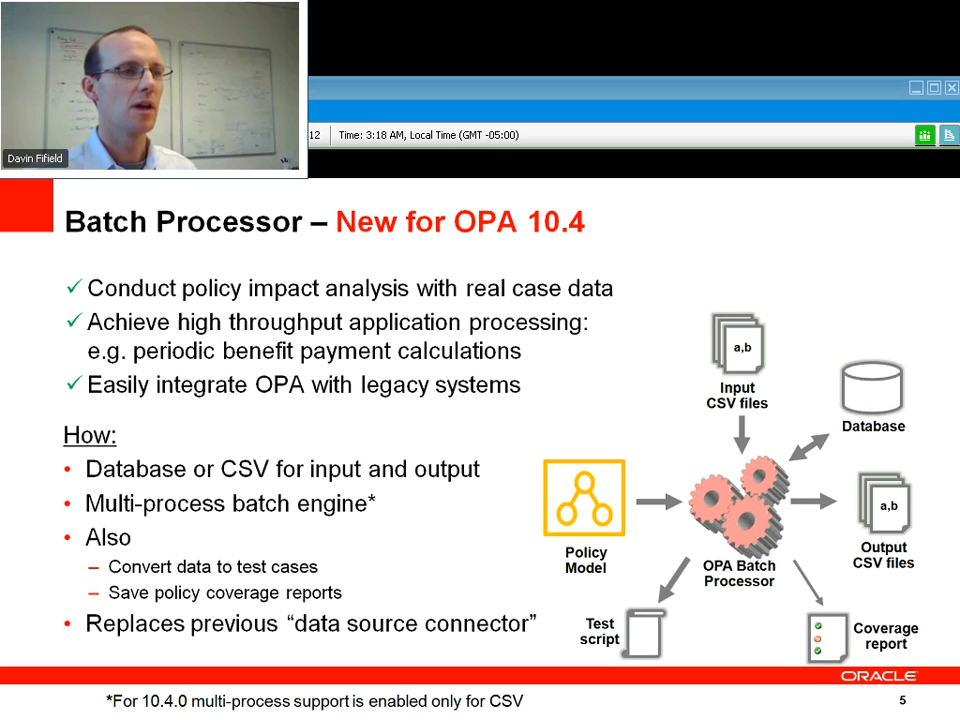 Davin Fifield
12
Time: 3:18 AM, Local Time (GMT -05:00)
Batch Processor – New for OPA 10.4
✓ Conduct policy impact analysis with real case data
✓ Achieve high throughput application processing:
e.g. periodic benefit payment calculations
✓ Easily integrate OPA with legacy systems
How:
• Database or CSV for input and output
• Multi-process batch engine*
• Also
– Convert data to test cases
– Save policy coverage reports
• Replaces previous “data source connector”
a,b
Input
CSV files
Database
Policy
Model
OPA Batch
Processor
a,b
Output
CSV files
Test
script
Coverage
report
ORACLE
*For 10.4.0 multi-process support is enabled only for CSV
5